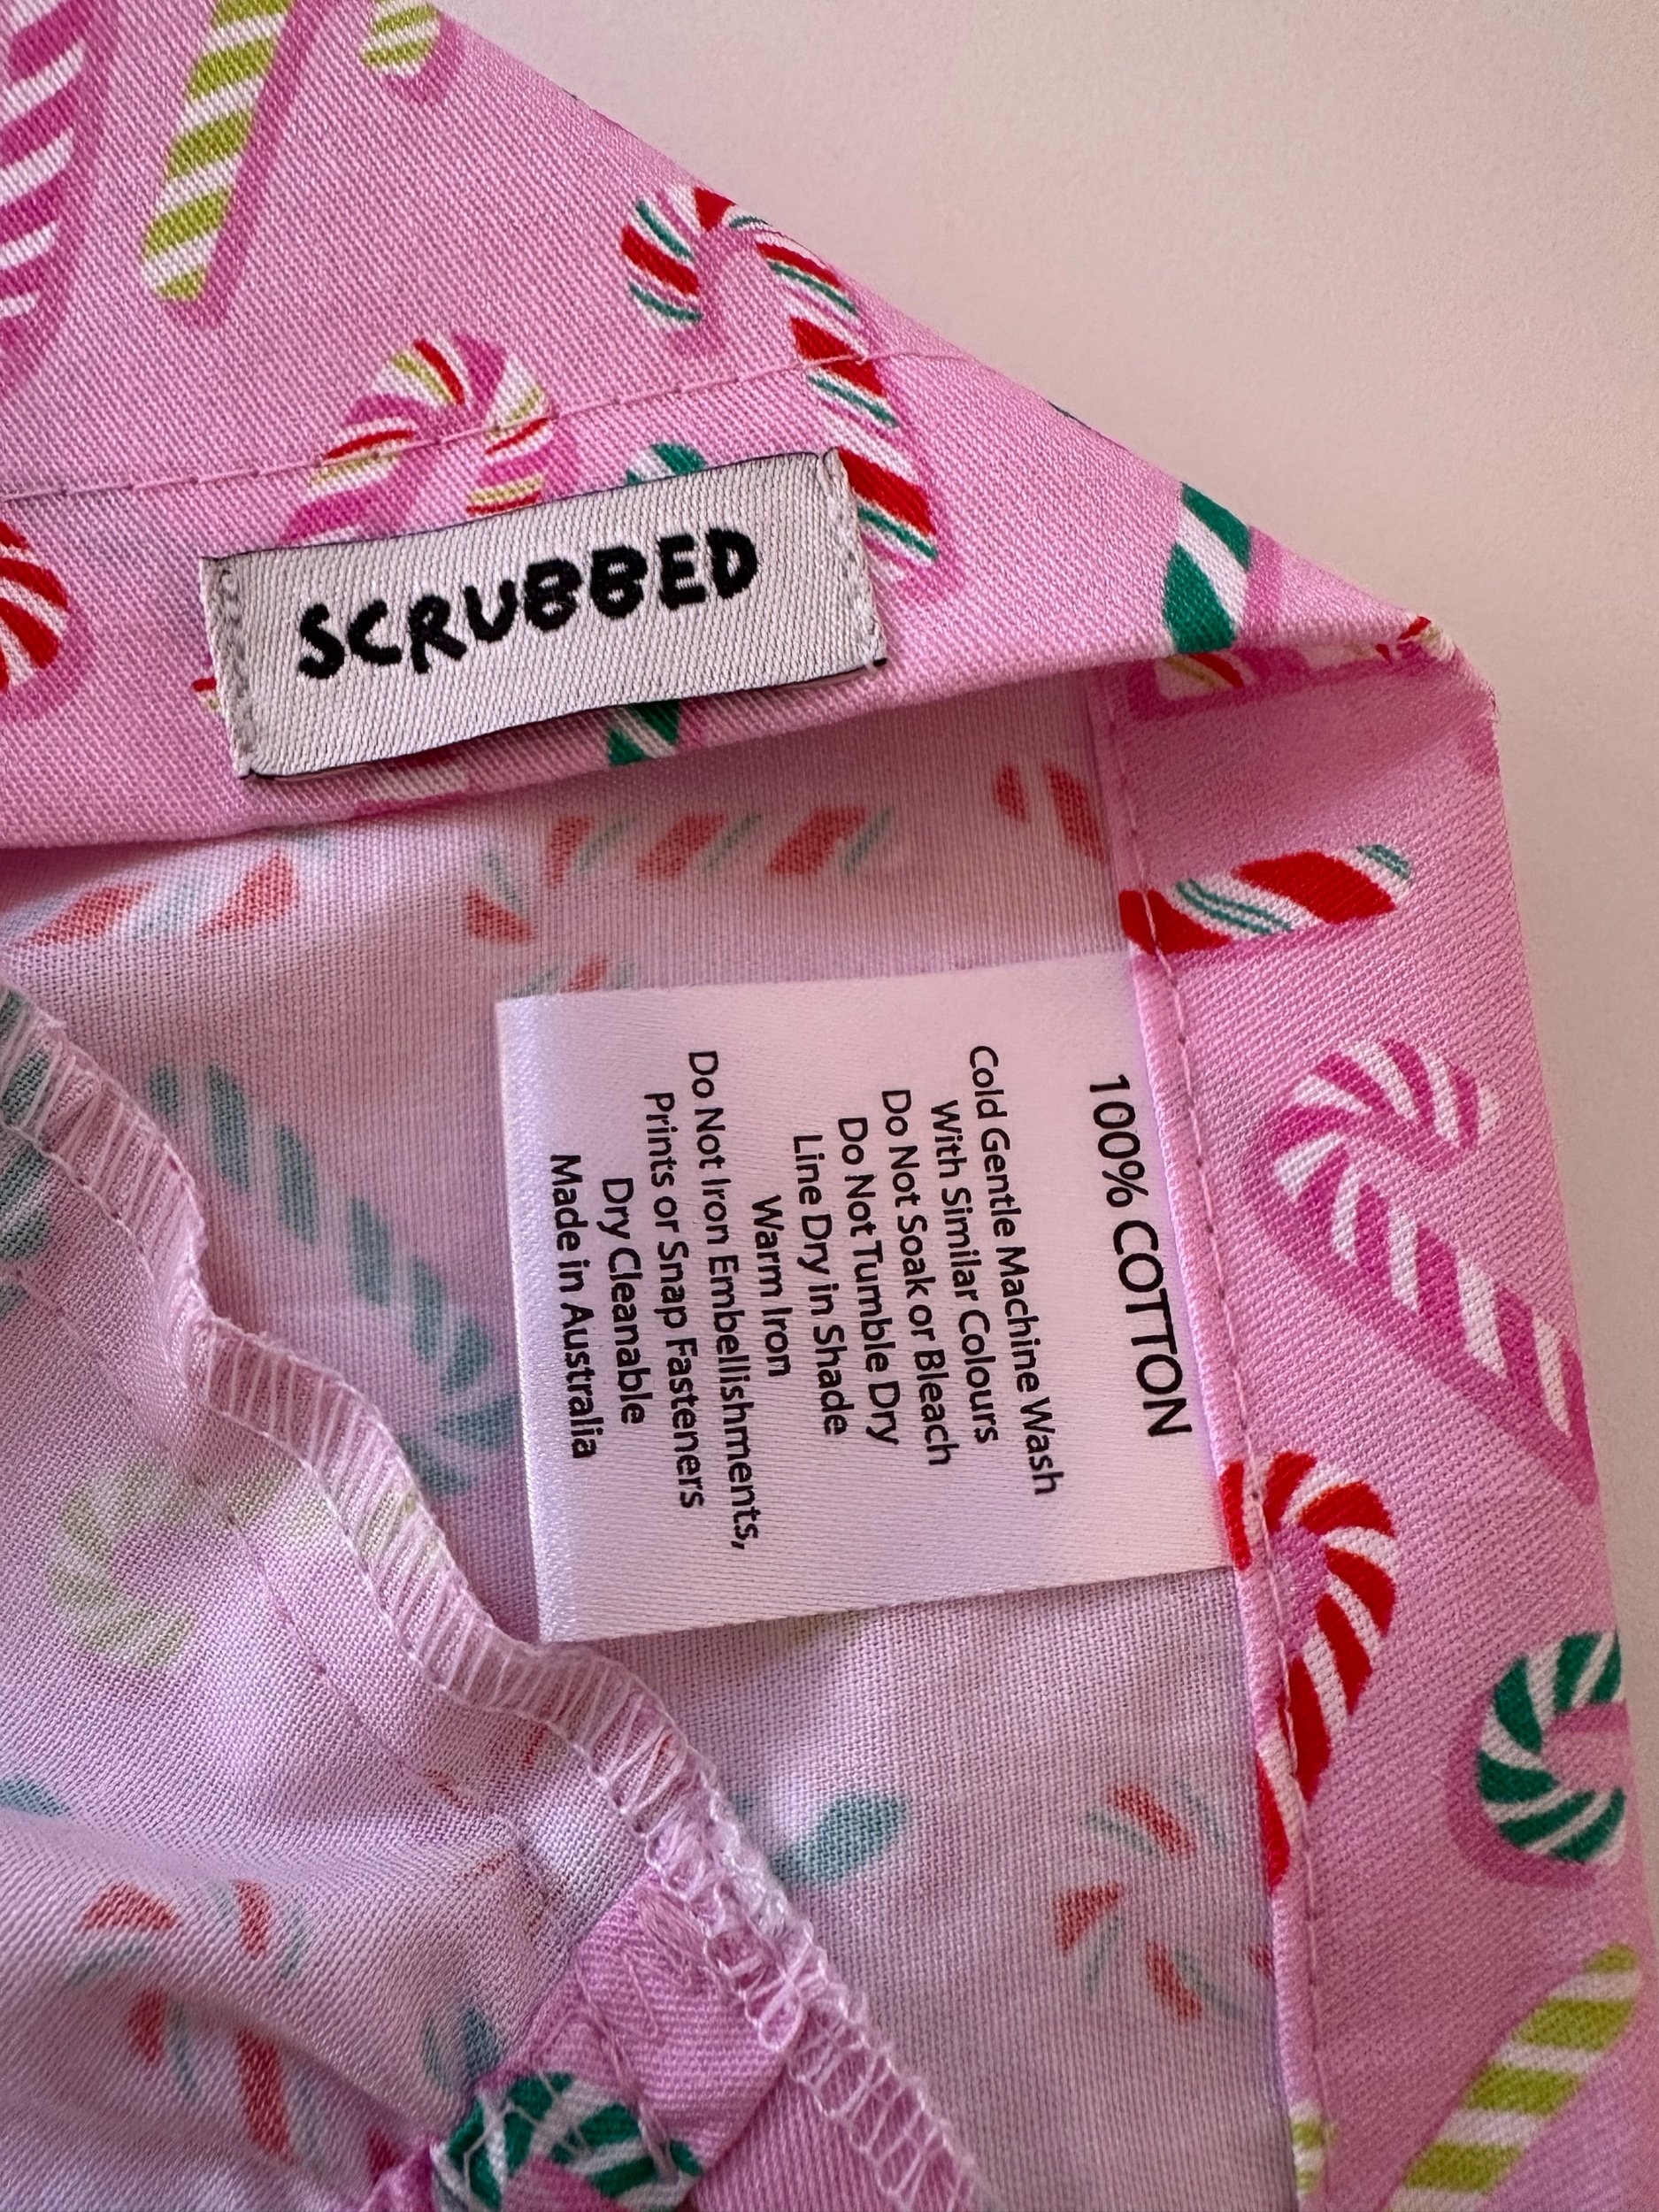 SCRUBBED
100% COTTON
Cold Gentle Machine Wash
With Similar Colours
Do Not Soak or Bleach
Do Not Tumble Dry
Line Dry in Shade
Warm Iron
Do Not Iron Embellishments,
Prints or Snap Fasteners
Dry Cleanable
Made in Australia